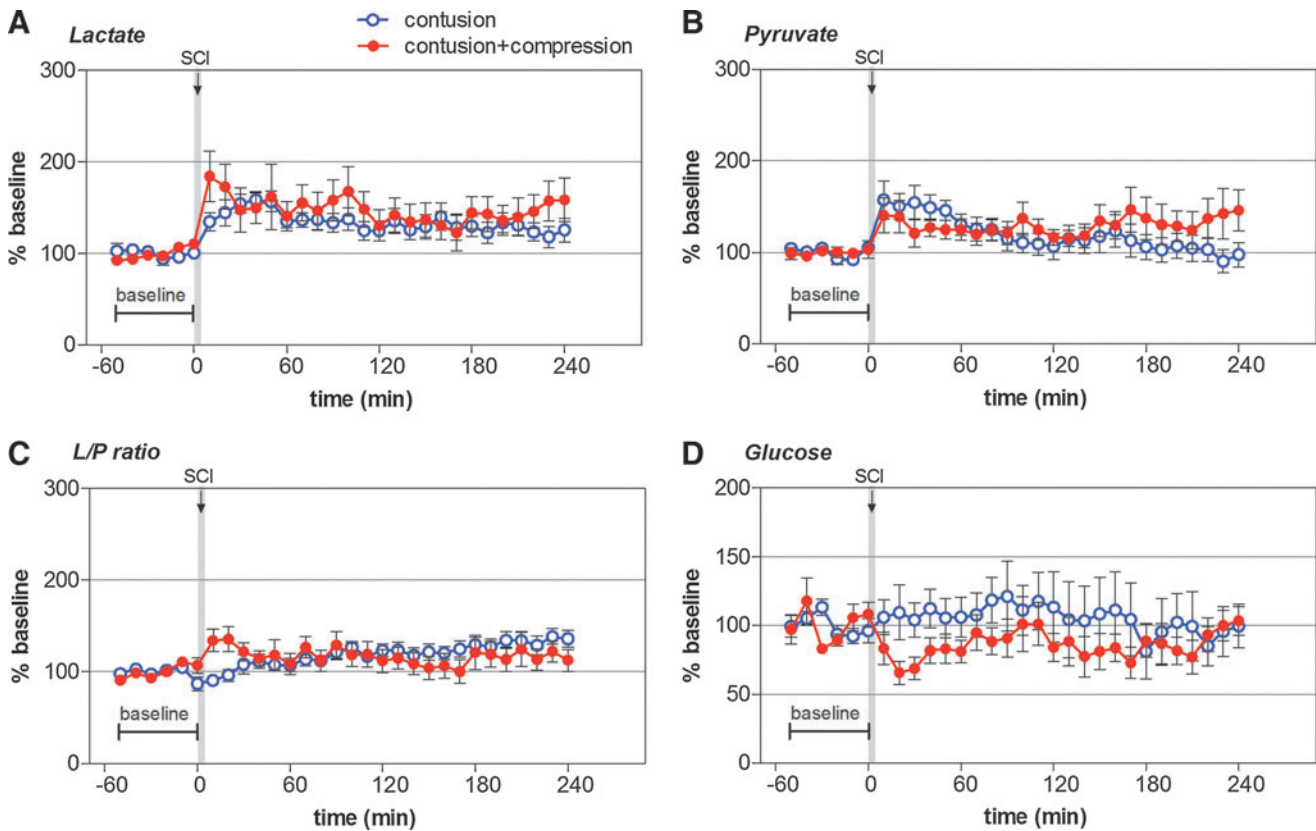 A
Lactate
contusion
contusion+compression
SCI
300
200
100
0
% baseline
baseline
-60
0
60
120
180
240
time (min)
B
Pyruvate
SCI
300
200
100
0
% baseline
baseline
-60
0
60
120
180
240
time (min)
C
L/P ratio
SCI
300
200
100
0
% baseline
baseline
-60
0
60
120
180
240
time (min)
D
Glucose
SCI
200
150
100
50
0
% baseline
baseline
-60
0
60
120
180
240
time (min)